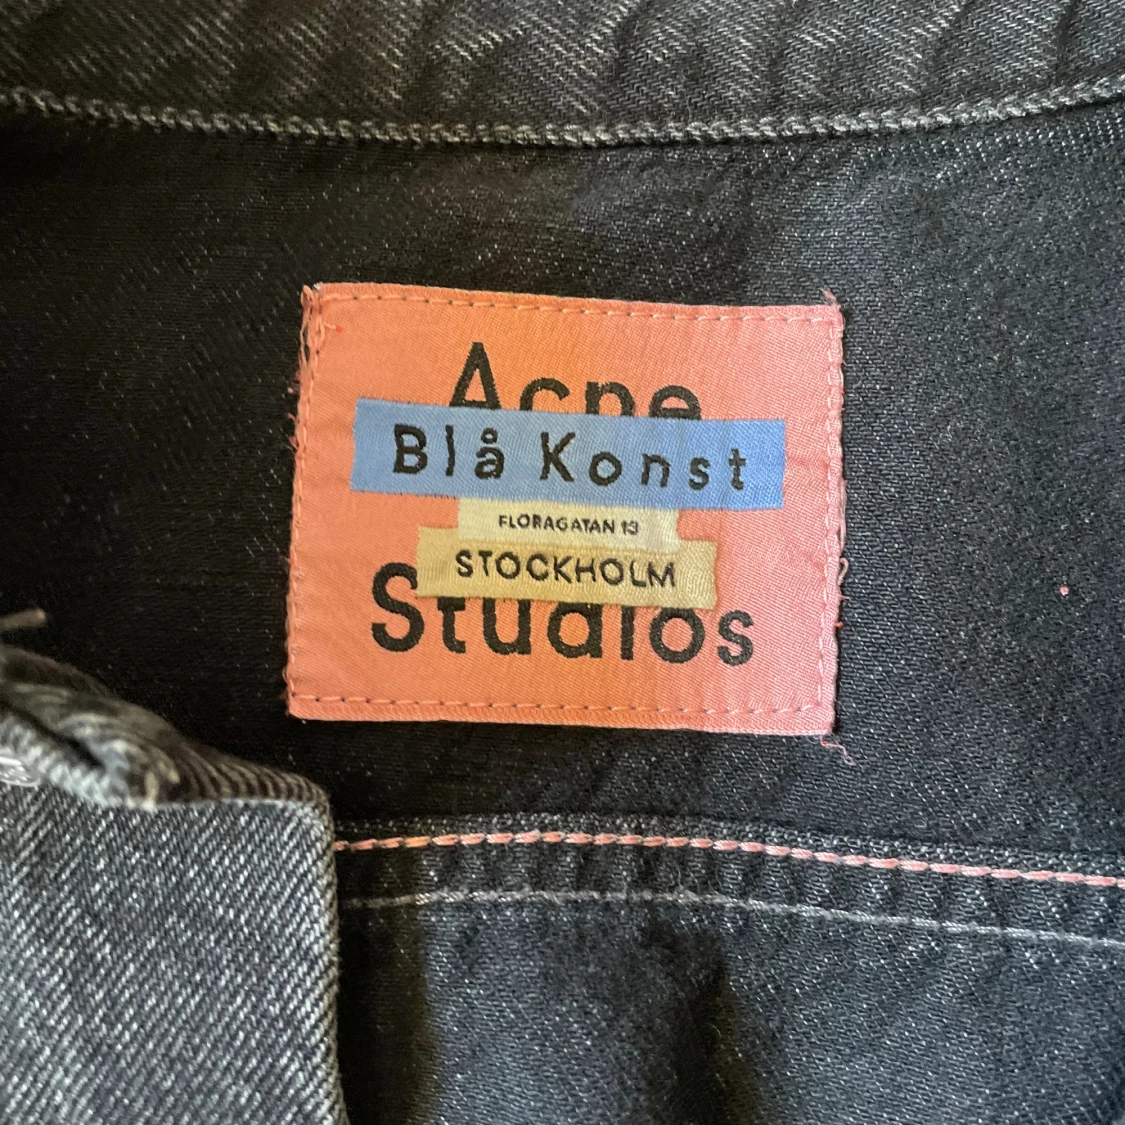 Acne
Blå Konst
FLORAGATAN 13
STOCKHOLM
Studios